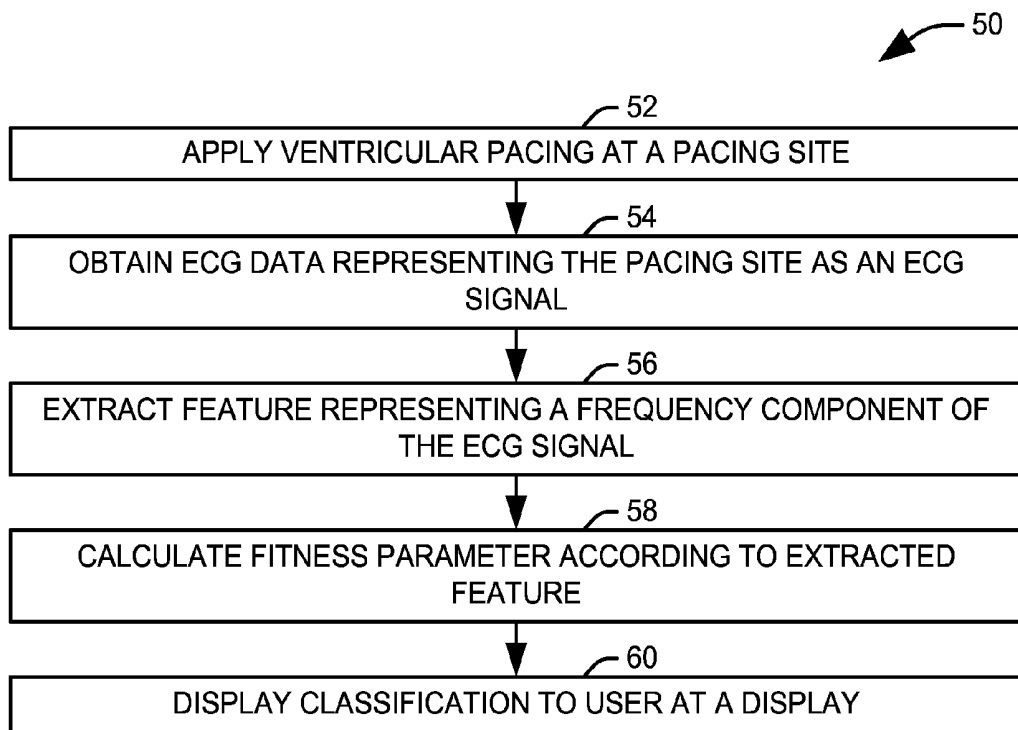 50
52
APPLY VENTRICULAR PACING AT A PACING SITE
54
OBTAIN ECG DATA REPRESENTING THE PACING SITE AS AN ECG
SIGNAL
56
EXTRACT FEATURE REPRESENTING A FREQUENCY COMPONENT OF
THE ECG SIGNAL
58
CALCULATE FITNESS PARAMETER ACCORDING TO EXTRACTED
FEATURE
60
DISPLAY CLASSIFICATION TO USER AT A DISPLAY